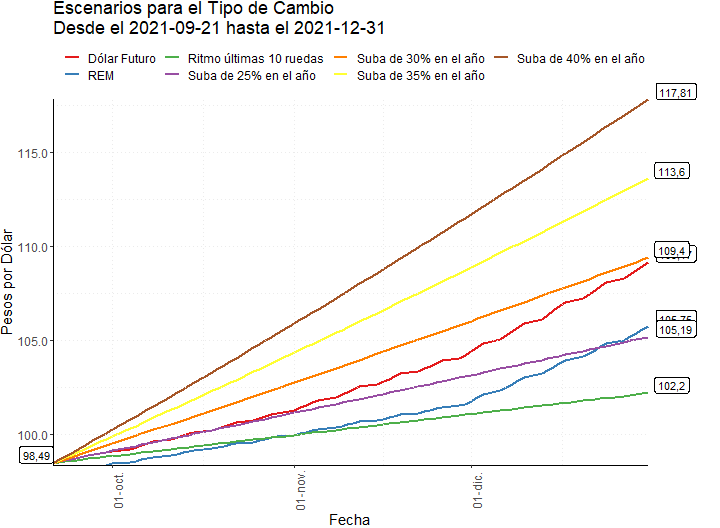 Escenarios para el Tipo de Cambio
Desde el 2021-09-21 hasta el 2021-12-31
Dólar Futuro
Ritmo últimas 10 ruedas
Suba de 30% en el año
Suba de 40% en el año
REM
Suba de 25% en el año
Suba de 35% en el año
117,81
115.0
113,6
110.0
109,4
105,75
105,19
105.0
102,2
100.0
98,49
Pesos por Dólar
01-oct.
01-nov.
01-dic.
Fecha